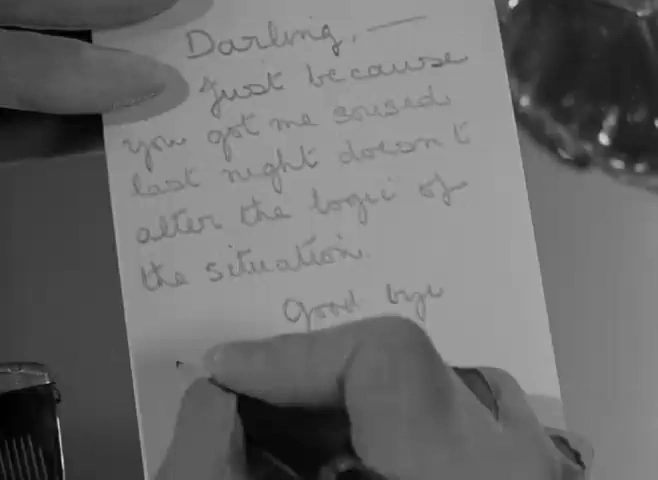 Darling, —
Just because
you got me soused
last night doesn't
alter the logic of
the situation.
Good bye